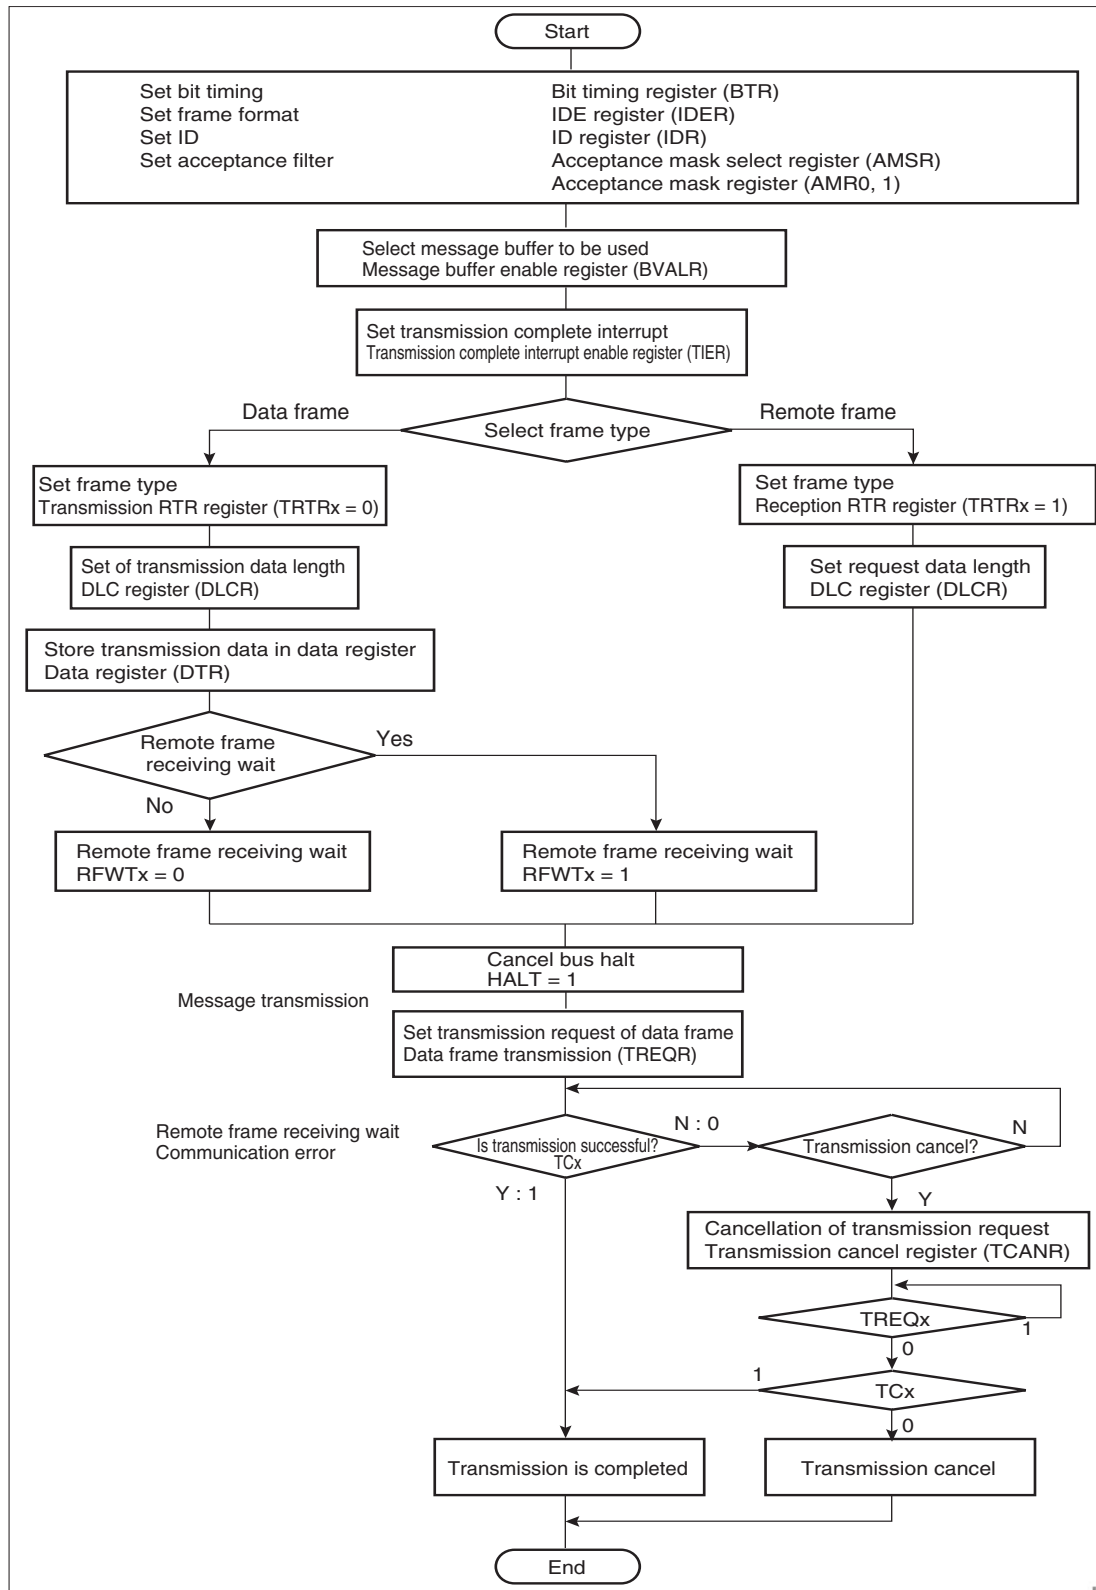 Start
Set bit timing Bit timing register (BTR)
Set frame format IDE register (IDER)
Set ID ID register (IDR)
Set acceptance filter Acceptance mask select register (AMSR)
Acceptance mask register (AMR0, 1)
Select message buffer to be used
Message buffer enable register (BVALR)
Set transmission complete interrupt
Transmission complete interrupt enable register (TIER)
Data frame
Remote frame
Select frame type
Set frame type
Transmission RTR register (TRTRx = 0)
Set frame type
Reception RTR register (TRTRx = 1)
Set of transmission data length
DLC register (DLCR)
Set request data length
DLC register (DLCR)
Store transmission data in data register
Data register (DTR)
Remote frame
receiving wait
Yes
No
Remote frame receiving wait
RFWTx = 0
Remote frame receiving wait
RFWTx = 1
Cancel bus halt
HALT = 1
Message transmission
Set transmission request of data frame
Data frame transmission (TREQR)
Remote frame receiving wait
Communication error
Is transmission successful?
TCx
N : 0
Transmission cancel?
N
Y : 1
Y
Cancellation of transmission request
Transmission cancel register (TCANR)
TREQx
1
0
1
TCx
0
Transmission is completed
Transmission cancel
End